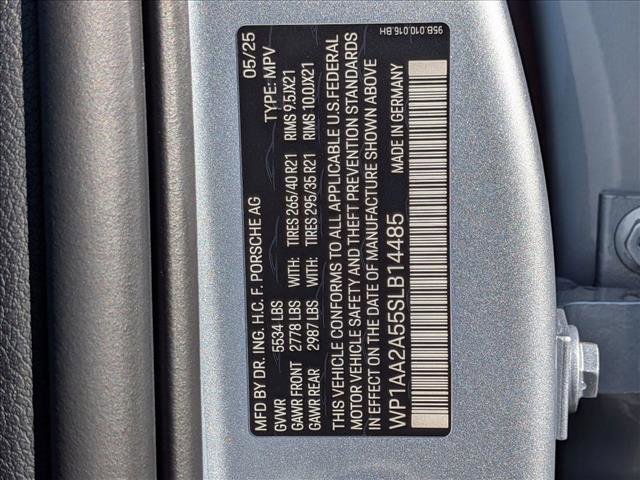 MFD BY DR. ING. H.C. F. PORSCHE AG 05/25
GVWR 5534 LBS TYPE: MPV
GAWR FRONT 2778 LBS WITH: TIRES 265/40 R21 RIMS 9.5JX21
GAWR REAR 2987 LBS WITH: TIRES 295/35 R21 RIMS 10.0JX21
THIS VEHICLE CONFORMS TO ALL APPLICABLE U.S. FEDERAL
MOTOR VEHICLE SAFETY AND THEFT PREVENTION STANDARDS
IN EFFECT ON THE DATE OF MANUFACTURE SHOWN ABOVE
WP1AA2A55SLB14485 MADE IN GERMANY
95B.010.016.BH